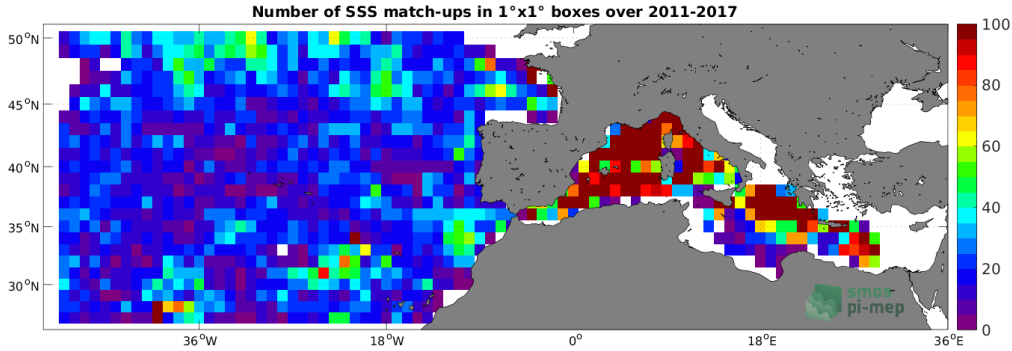 Number of SSS match-ups in 1°x1° boxes over 2011-2017
50°N
45°N
40°N
35°N
30°N
36°W
18°W
0°
18°E
36°E
100
80
60
40
20
0
smos
pi-mep